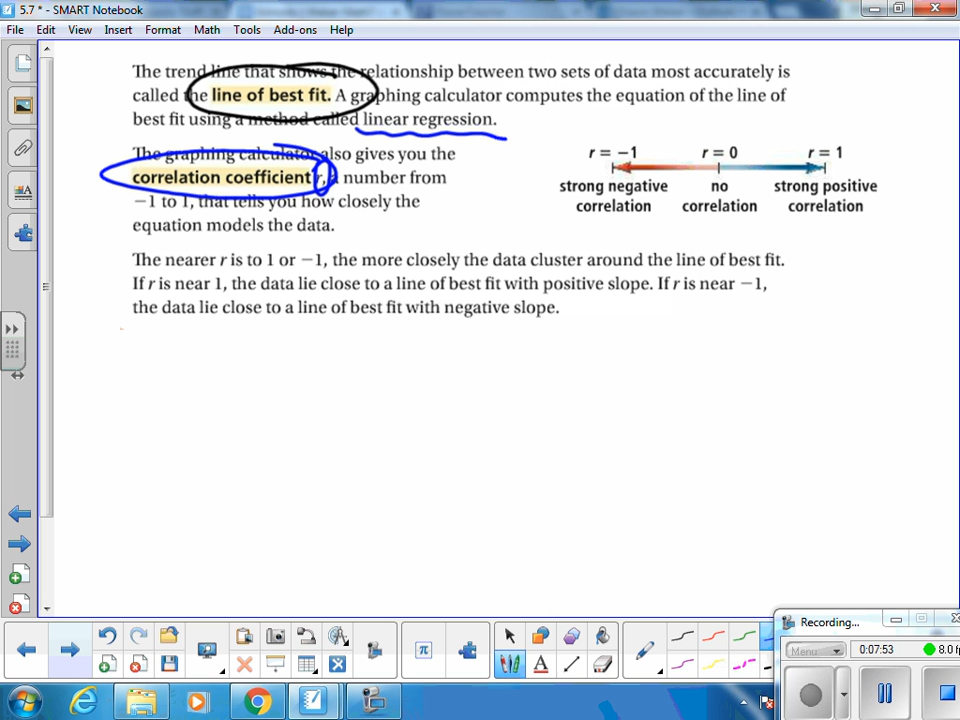 5.7 * - SMART Notebook
File Edit View Insert Format Math Tools Add-ons Help
The trend line that shows the relationship between two sets of data most accurately is
called the line of best fit. A graphing calculator computes the equation of the line of
best fit using a method called linear regression.
The graphing calculator also gives you the
correlation coefficient r, a number from
−1 to 1, that tells you how closely the
equation models the data.
r = −1 r = 0 r = 1
strong negative no strong positive
correlation correlation correlation
The nearer r is to 1 or −1, the more closely the data cluster around the line of best fit.
If r is near 1, the data lie close to a line of best fit with positive slope. If r is near −1,
the data lie close to a line of best fit with negative slope.
Recording...
Menu 0:07:53 8.0